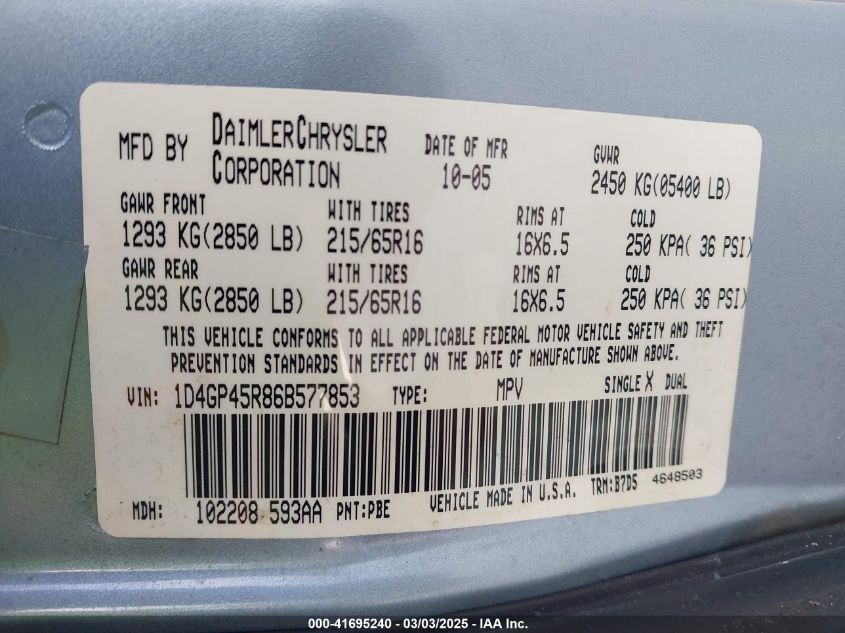 MFD BY DAIMLERCHRYSLER CORPORATION DATE OF MFR 10-05 GVWR 2450 KG(05400 LB)
GAWR FRONT WITH TIRES RIMS AT COLD
1293 KG(2850 LB) 215/65R16 16X6.5 250 KPA( 36 PSI)
GAWR REAR WITH TIRES RIMS AT COLD
1293 KG(2850 LB) 215/65R16 16X6.5 250 KPA( 36 PSI)
THIS VEHICLE CONFORMS TO ALL APPLICABLE FEDERAL MOTOR VEHICLE SAFETY AND THEFT
PREVENTION STANDARDS IN EFFECT ON THE DATE OF MANUFACTURE SHOWN ABOVE.
VIN: 1D4GP45R86B577853 TYPE: MPV SINGLE X DUAL
MDH: 102208 593AA PNT:PBE VEHICLE MADE IN U.S.A. TRM:B7D5 4648503
000-41695240 - 03/03/2025 - IAAI Inc.